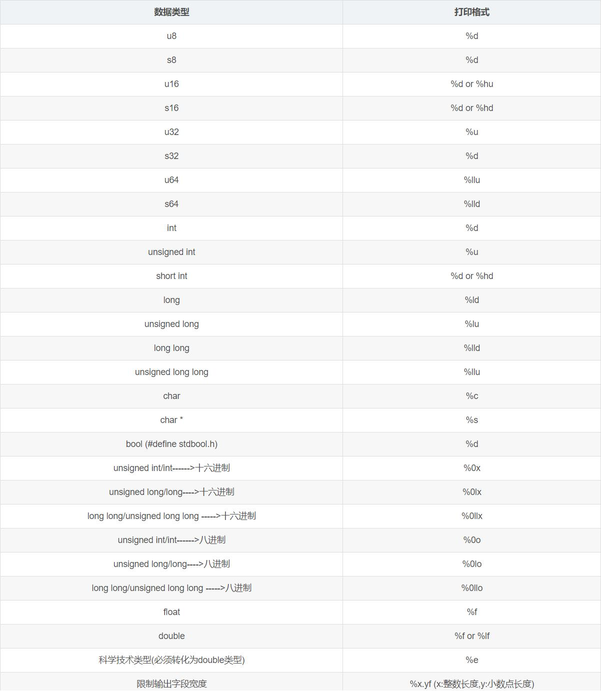 数据类型 打印格式
u8 %d
s8 %d
u16 %d or %hu
s16 %d or %hd
u32 %u
s32 %d
u64 %llu
s64 %lld
int %d
unsigned int %u
short int %d or %hd
long %ld
unsigned long %lu
long long %lld
unsigned long long %llu
char %c
char * %s
bool (#define stdbool.h) %d
unsigned int/int------>十六进制 %0x
unsigned long/long---->十六进制 %0lx
long long/unsigned long long ----->十六进制 %0llx
unsigned int/int------>八进制 %0o
unsigned long/long---->八进制 %0lo
long long/unsigned long long ----->八进制 %0llo
float %f
double %f or %lf
科学技术类型(必须转化为double类型) %e
限制输出字段宽度 %x.yf (x:整数长度,y:小数点长度)